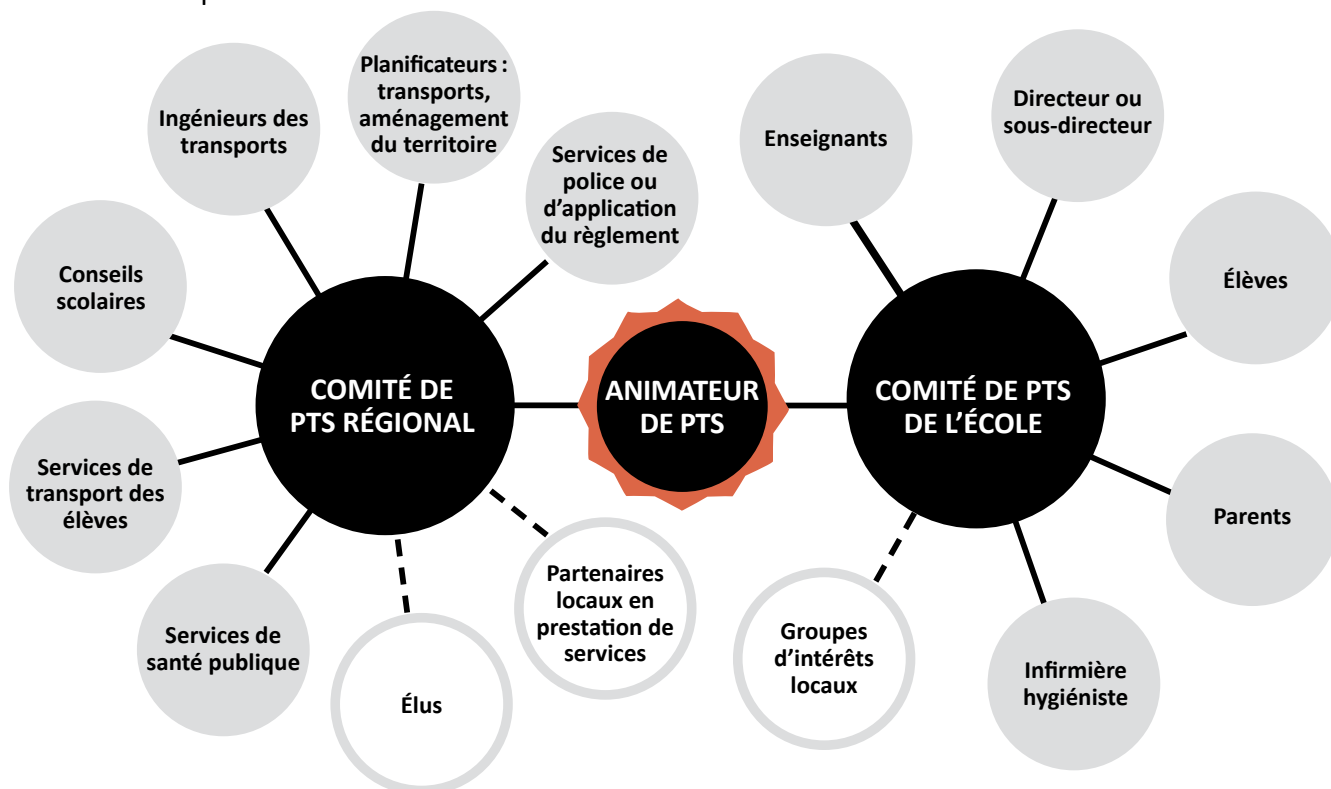 Planificateurs :
transports,
aménagement
du territoire
Ingénieurs des
transports
Services de
police ou
d’application
du règlement
Conseils
scolaires
Services de
transport des
élèves
Services de
santé publique
Élus
Partenaires
locaux en
prestation de
services
COMITÉ DE
PTS RÉGIONAL
ANIMATEUR
DE PTS
COMITÉ DE PTS
DE L’ÉCOLE
Enseignants
Directeur ou
sous-directeur
Élèves
Parents
Infirmière
hygiéniste
Groupes
d’intérêts
locaux